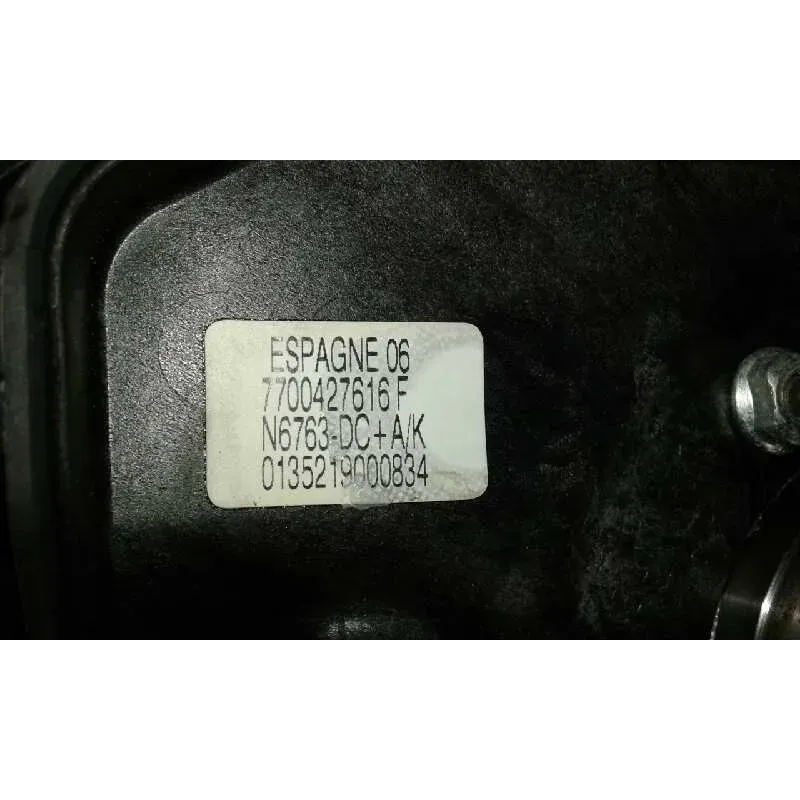 ESPAGNE 06
7700427616 F
N6763-DC+A/K
0135219000834